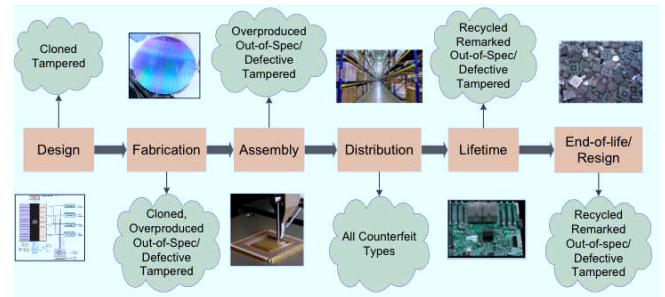 Cloned
Tampered
Overproduced
Out-of-Spec/
Defective
Tampered
Recycled
Remarked
Out-of-Spec/
Defective
Tampered
Design
Fabrication
Assembly
Distribution
Lifetime
End-of-life/
Resign
Cloned,
Overproduced
Out-of-Spec/
Defective
Tampered
All Counterfeit
Types
Recycled
Remarked
Out-of-spec/
Defective
Tampered